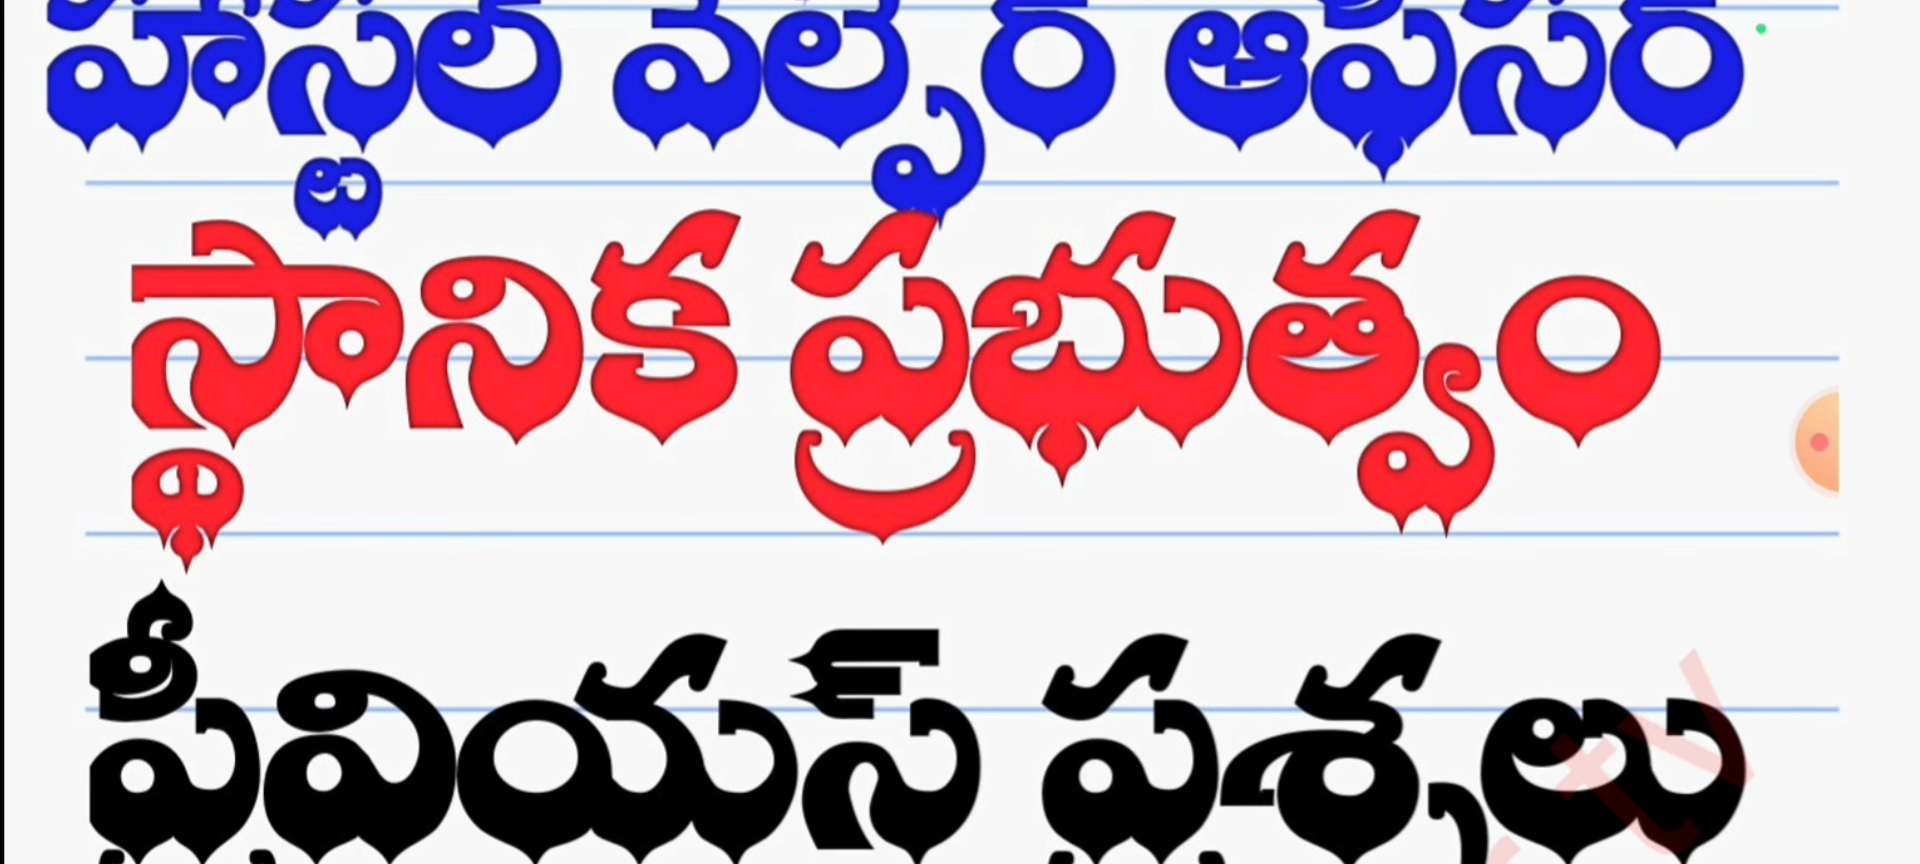 హాస్టల్ వెల్ఫేర్ ఆఫీసర్
స్థానిక ప్రభుత్వం
ప్రీవియస్ ప్రశ్నలు